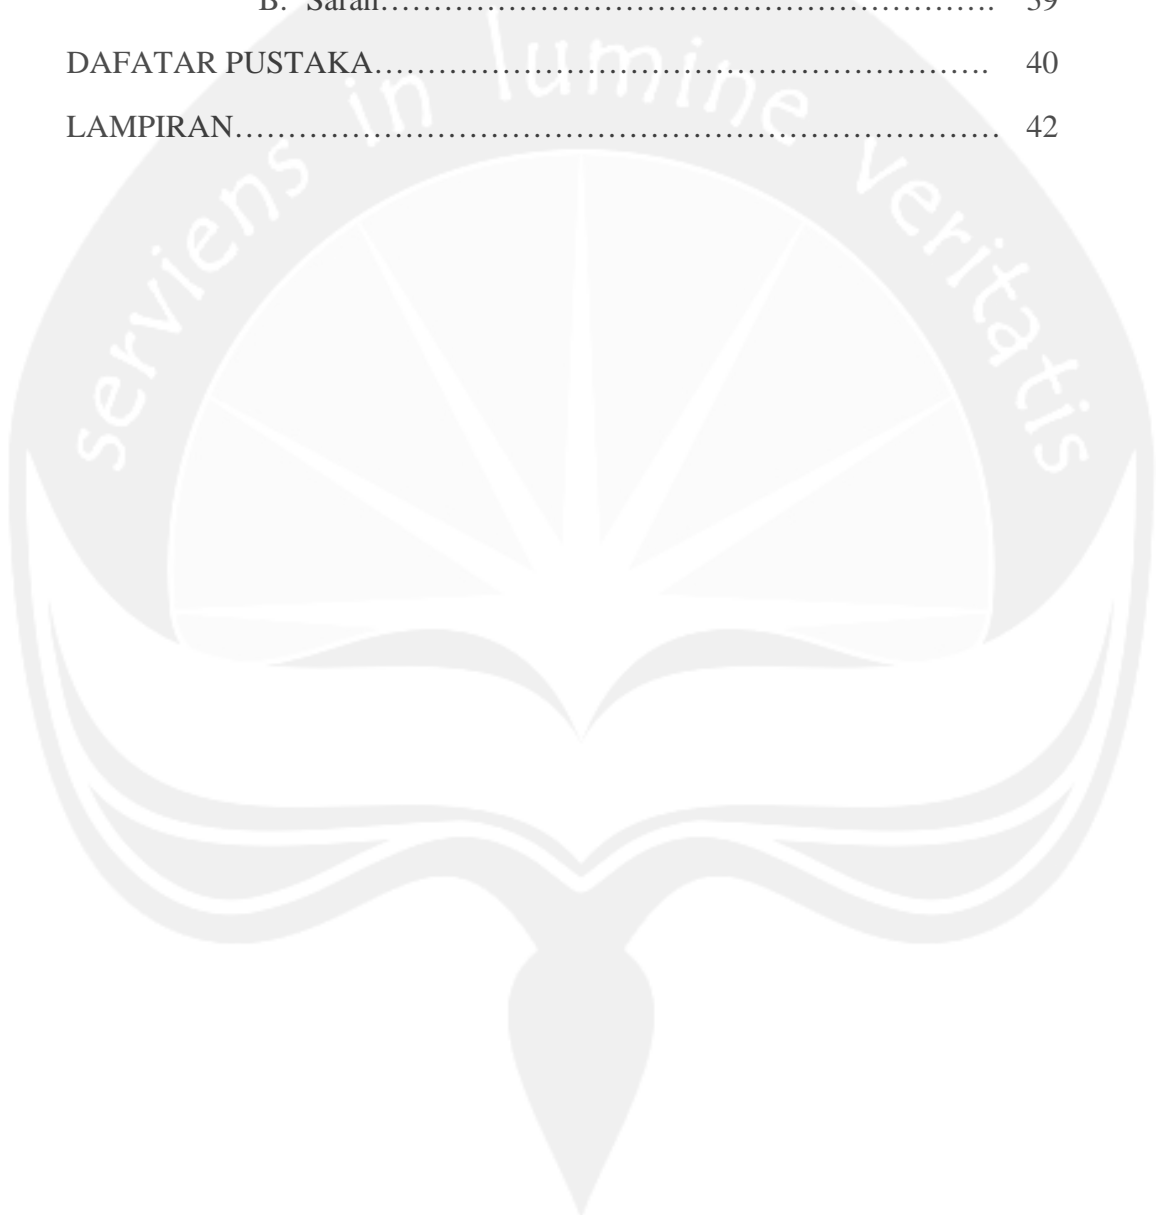 B. Saran………………………………………………………. 39
DAFATAR PUSTAKA……………………………………………………. 40
LAMPIRAN……………………………………………………………… 42
serviens in lumine veritatis